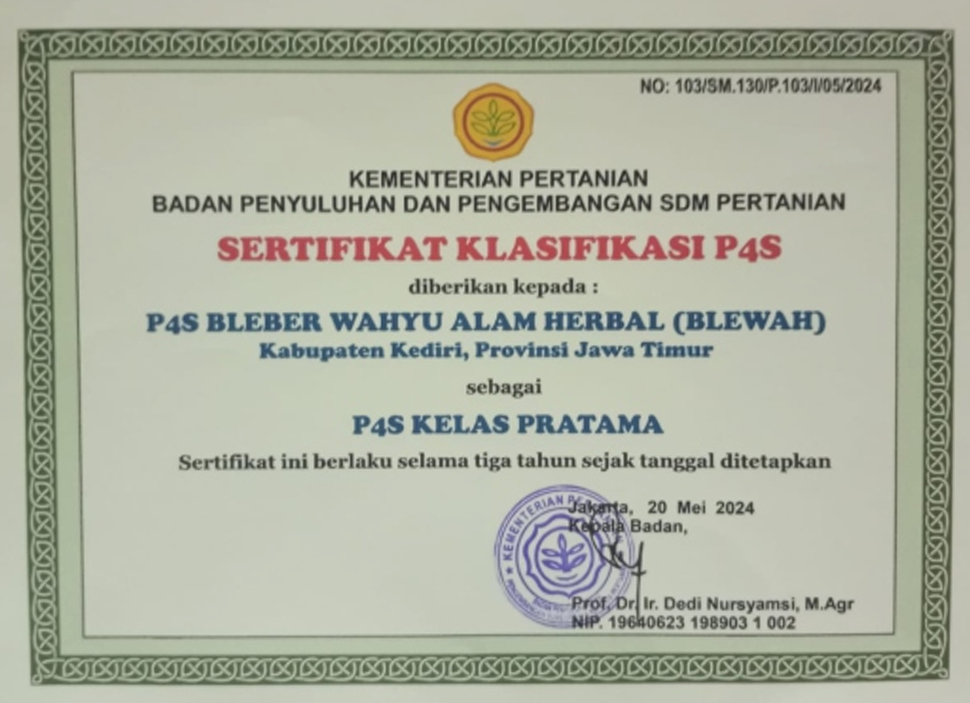 NO: 103/SM.130/P.103/I/05/2024
KEMENTERIAN PERTANIAN
BADAN PENYULUHAN DAN PENGEMBANGAN SDM PERTANIAN
SERTIFIKAT KLASIFIKASI P4S
diberikan kepada :
P4S BLEBER WAHYU ALAM HERBAL (BLEWAH)
Kabupaten Kediri, Provinsi Jawa Timur
sebagai
P4S KELAS PRATAMA
Sertifikat ini berlaku selama tiga tahun sejak tanggal ditetapkan
Jakarta, 20 Mei 2024
Kepala Badan,
KEMENTERIAN PERTANIAN
Prof. Dr. Ir. Dedi Nursyamsi, M.Agr
NIP. 19640623 198903 1 002